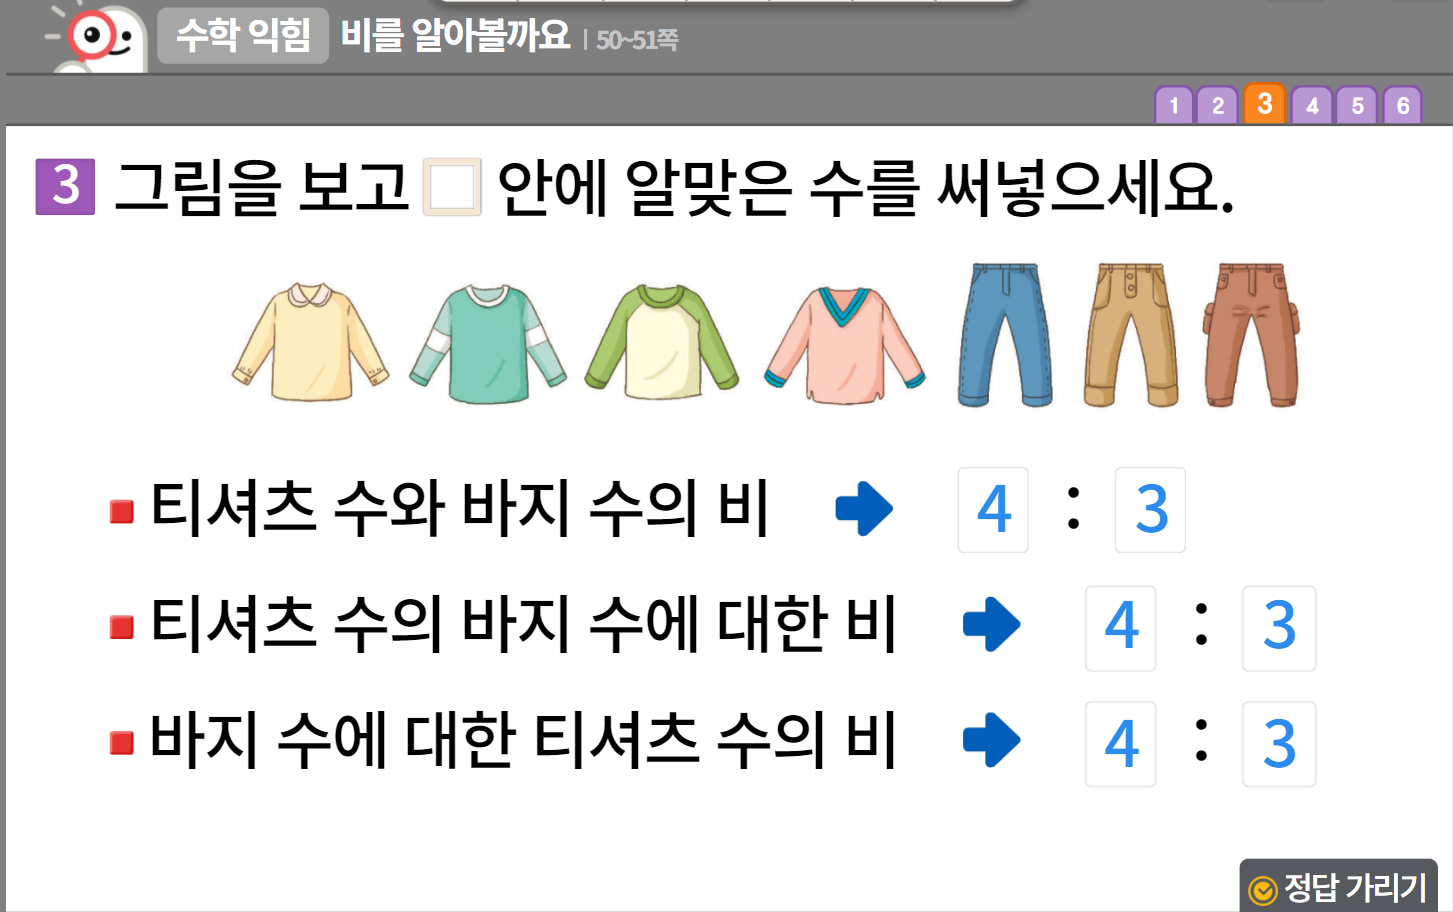 수학 익힘 비를 알아볼까요 | 50~51쪽
1 2 3 4 5 6
3 그림을 보고 □ 안에 알맞은 수를 써넣으세요.
티셔츠 수와 바지 수의 비 4 : 3
티셔츠 수의 바지 수에 대한 비 4 : 3
바지 수에 대한 티셔츠 수의 비 4 : 3
정답 가리기